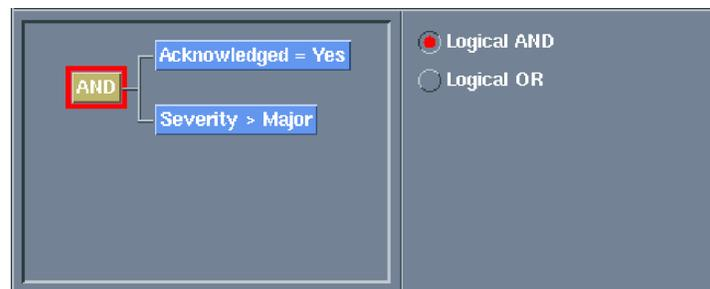 Acknowledged = Yes
AND
Severity > Major
Logical AND
Logical OR